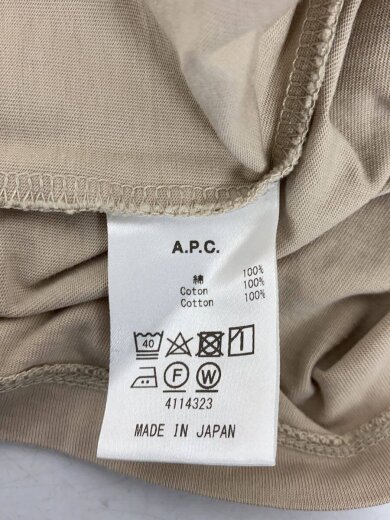 A.P.C.
綿 100%
Coton 100%
Cotton 100%
40
F W
4114323
MADE IN JAPAN